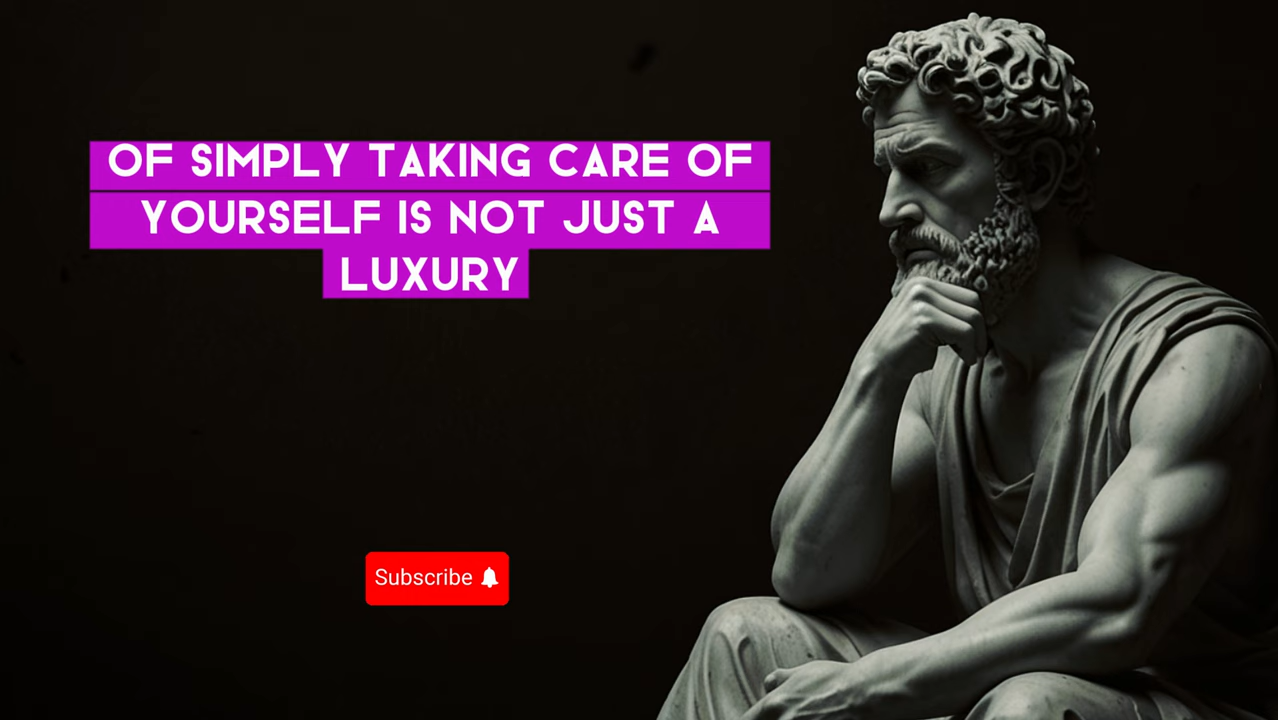 OF SIMPLY TAKING CARE OF
YOURSELF IS NOT JUST A
LUXURY
Subscribe